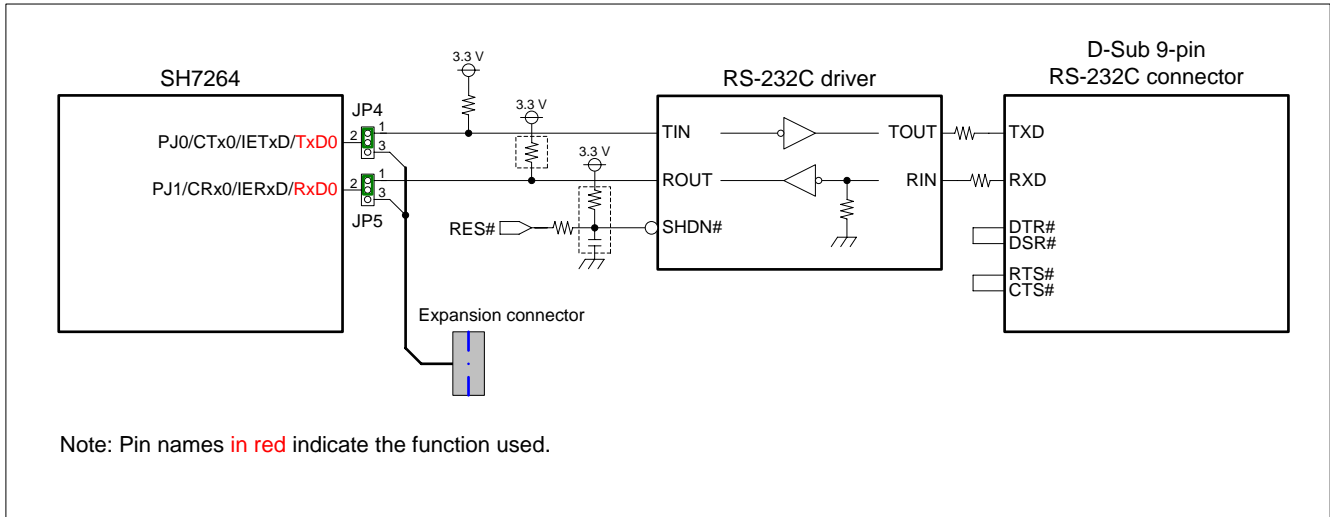 SH7264
RS-232C driver
D-Sub 9-pin
RS-232C connector
3.3 V
3.3 V
3.3 V
JP4
PJ0/CTx0/IETxD/TxD0
2
1
3
PJ1/CRx0/IERxD/RxD0
2
1
3
JP5
TIN
TOUT
TXD
ROUT
RIN
RXD
RES#
SHDN#
DTR#
DSR#
RTS#
CTS#
Expansion connector
Note: Pin names in red indicate the function used.